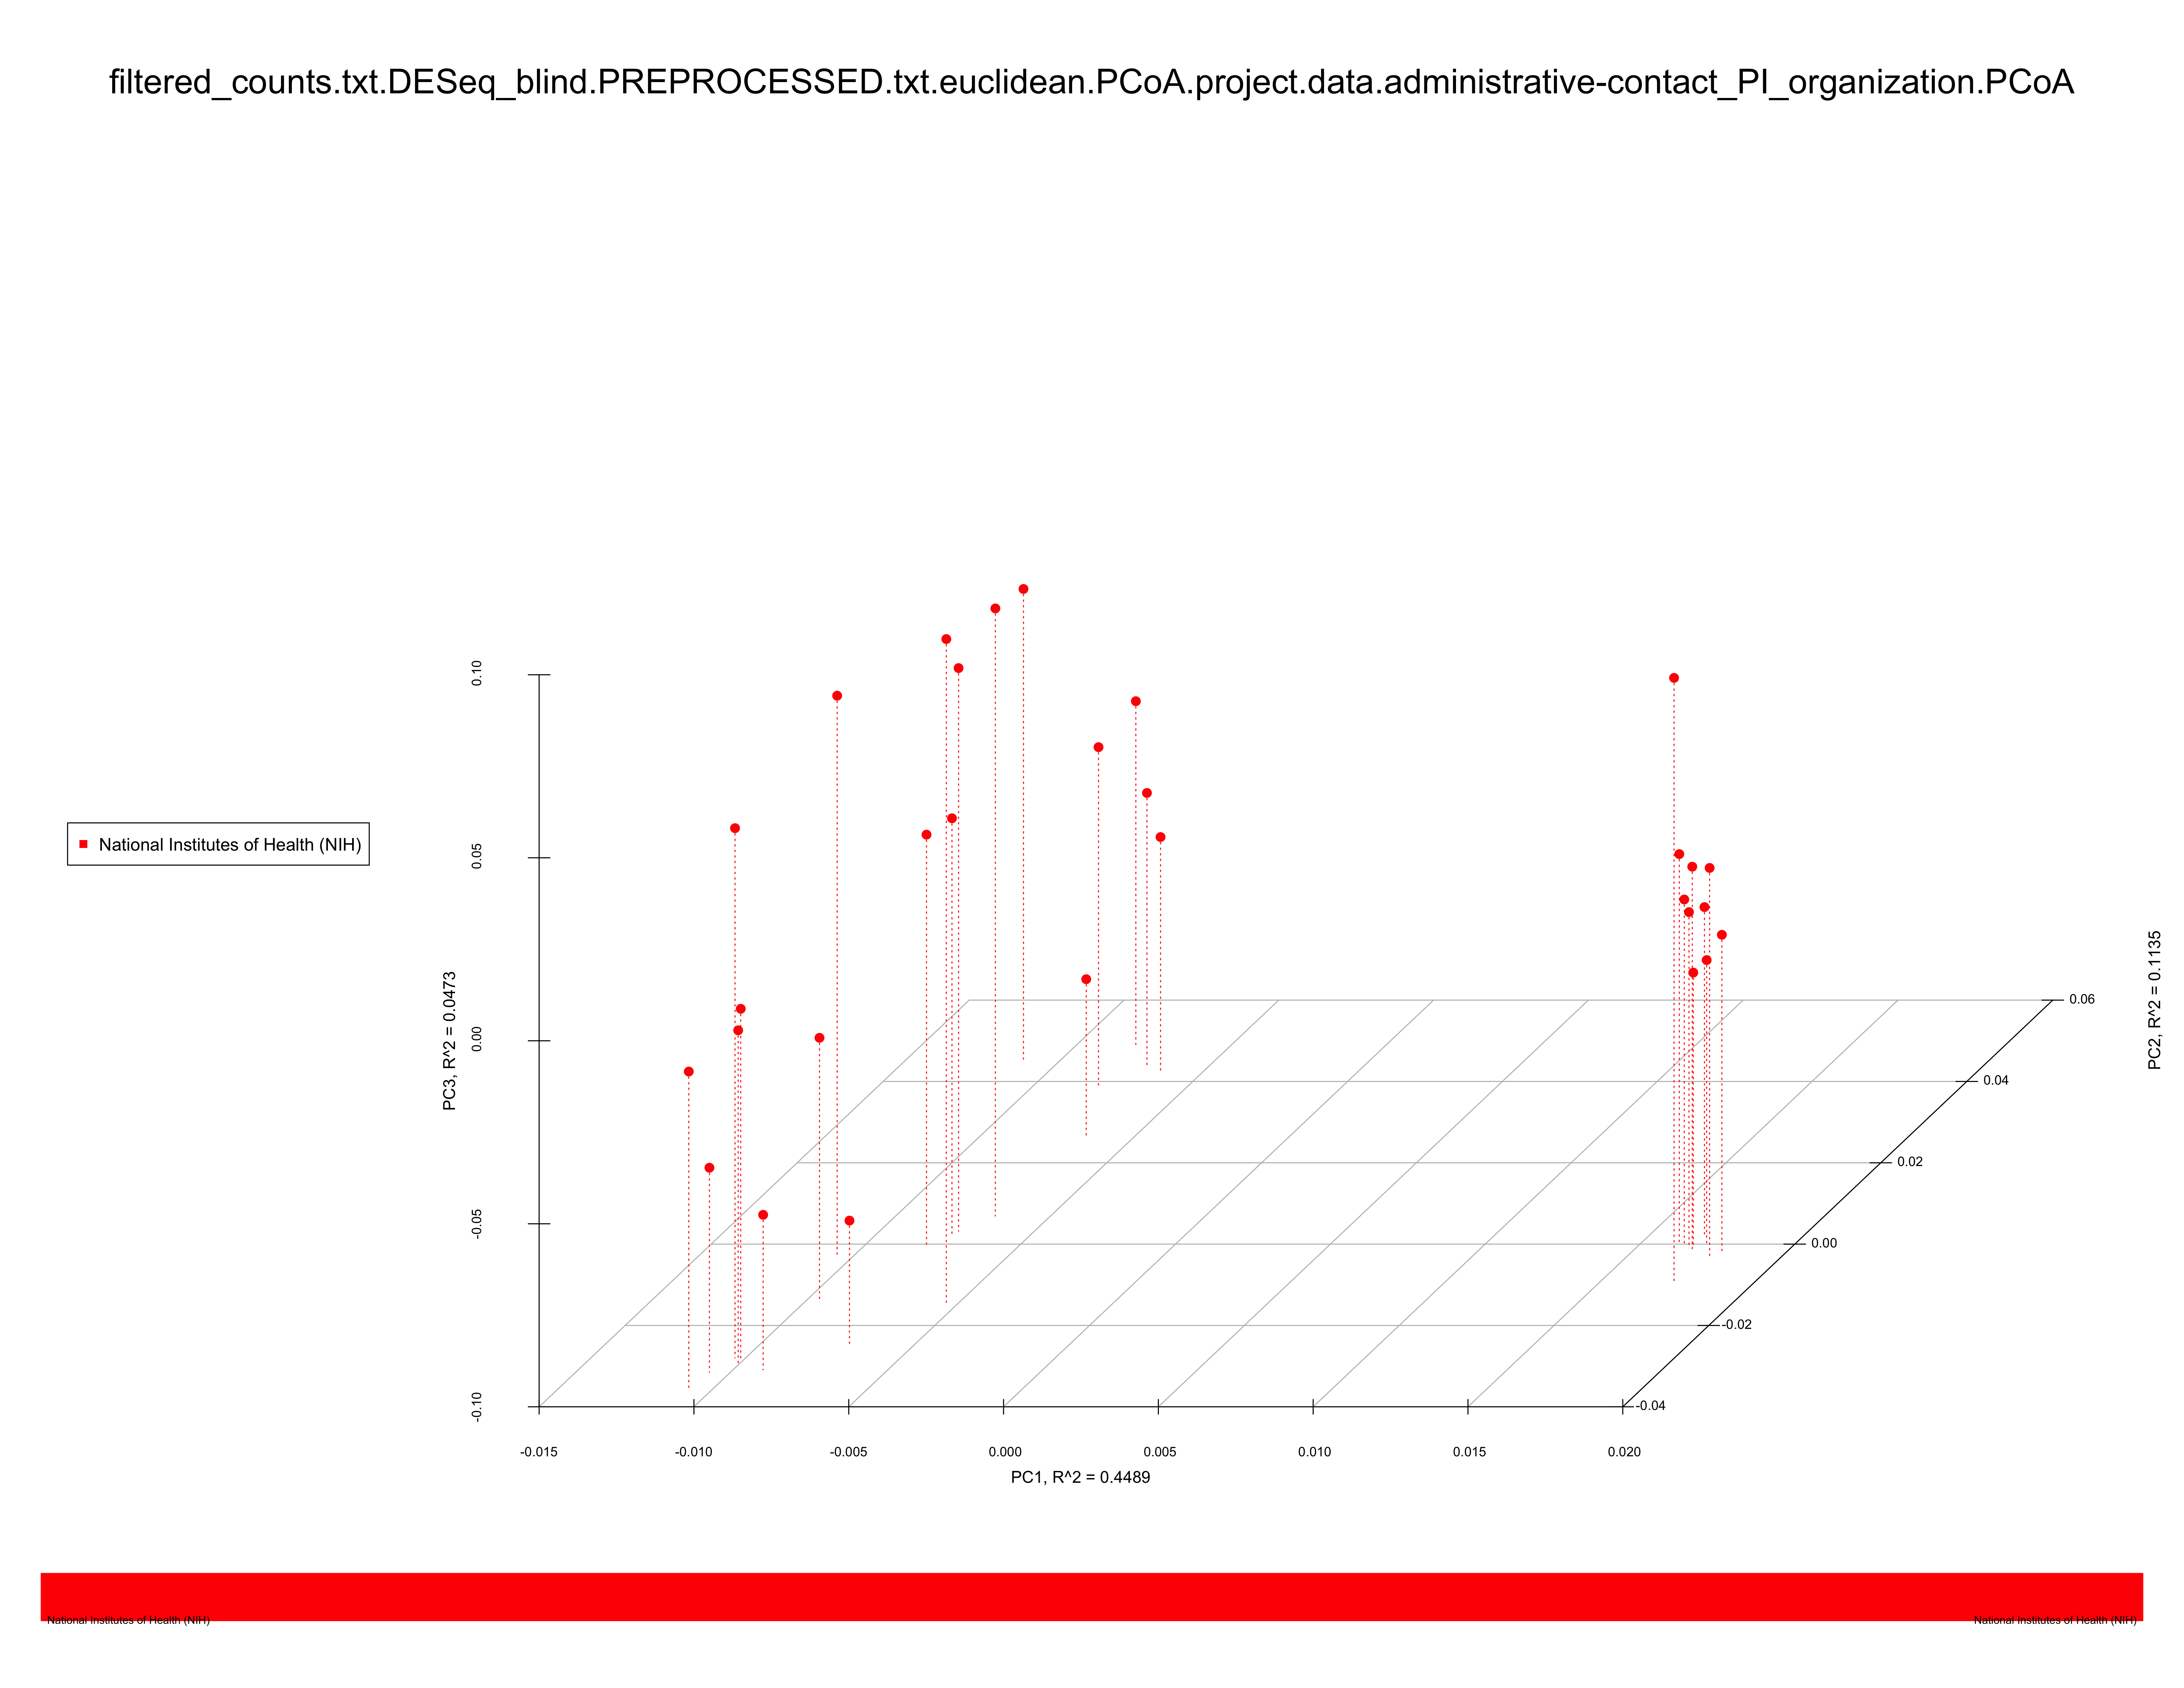 filtered_counts.txt.DESeq_blind.PREPROCESSED.txt.euclidean.PCoA.project.data.administrative-contact_PI_organization.PCoA
National Institutes of Health (NIH)
PC3, R^2 = 0.0473
0.10
0.05
0.00
-0.05
-0.10
PC2, R^2 = 0.1135
0.06
0.04
0.02
0.00
-0.02
-0.04
-0.015
-0.010
-0.005
0.000
0.005
0.010
0.015
0.020
PC1, R^2 = 0.4489
National Institutes of Health (NIH)
National Institutes of Health (NIH)